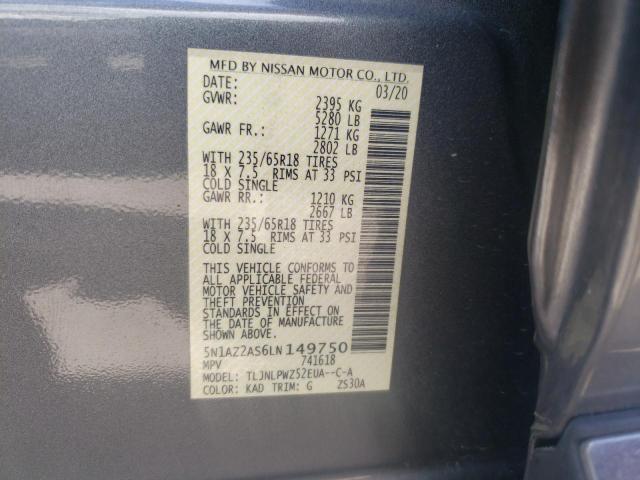 MFD BY NISSAN MOTOR CO., LTD.
DATE: 03/20
GVWR: 2395 KG
5280 LB
GAWR FR.: 1271 KG
2802 LB
WITH 235/65R18 TIRES
18 X 7.5 RIMS AT 33 PSI
COLD SINGLE
GAWR RR.: 1210 KG
2667 LB
WITH 235/65R18 TIRES
18 X 7.5 RIMS AT 33 PSI
COLD SINGLE
THIS VEHICLE CONFORMS TO
ALL APPLICABLE FEDERAL
MOTOR VEHICLE SAFETY AND
THEFT PREVENTION
STANDARDS IN EFFECT ON
THE DATE OF MANUFACTURE
SHOWN ABOVE.
5N1AZ2AS6LN149750
MPV 741618
MODEL: TLJNLPWZ52EUA--C-A
COLOR: KAD TRIM: G ZS30A